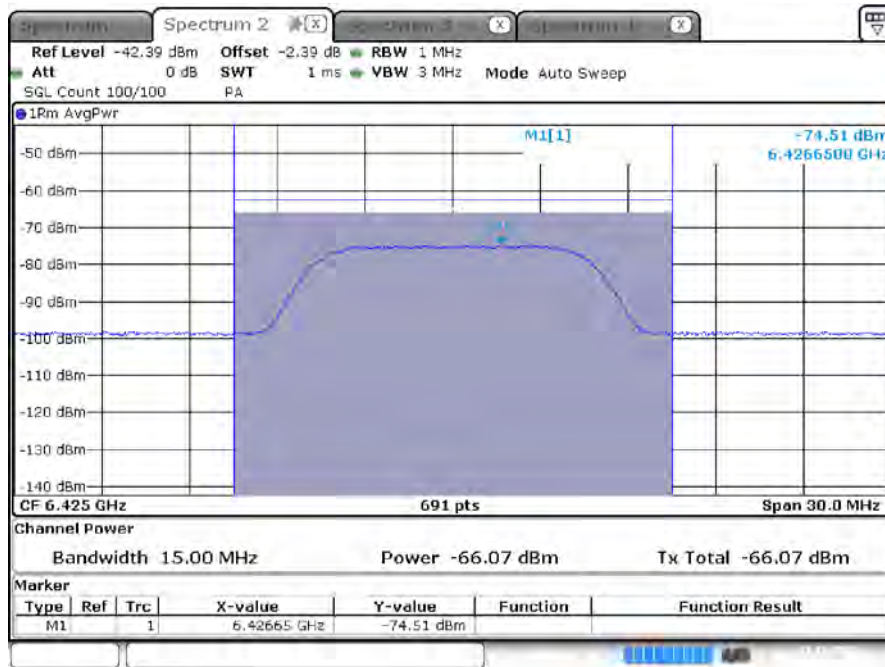 Spectrum 2 (X) (X) (X)
Ref Level -42.39 dBm Offset -2.39 dB RBW 1 MHz
Att 0 dB SWT 1 ms VBW 3 MHz Mode Auto Sweep
SGL Count 100/100 PA
1Rm AvgPwr
M1[1] -74.51 dBm
6.4266500 GHz
-50 dBm
-60 dBm
-70 dBm
-80 dBm
-90 dBm
-100 dBm
-110 dBm
-120 dBm
-130 dBm
-140 dBm
CF 6.425 GHz 691 pts Span 30.0 MHz
Channel Power
Bandwidth 15.00 MHz Power -66.07 dBm Tx Total -66.07 dBm
Marker
Type Ref Trc X-value Y-value Function Function Result
M1 1 6.42665 GHz -74.51 dBm